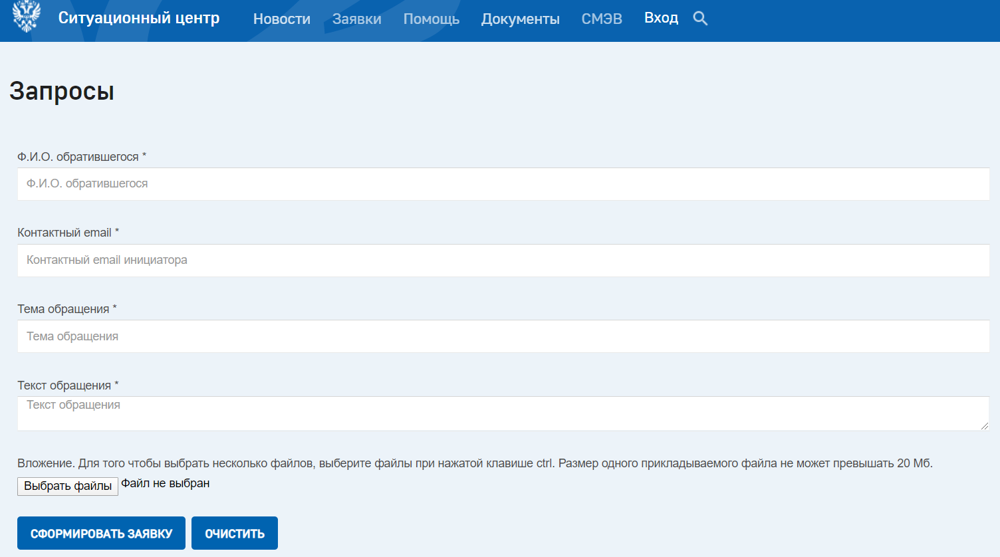 Ситуационный центр Новости Заявки Помощь Документы СМЭВ Вход
Запросы
Ф.И.О. обратившегося *
Ф.И.О. обратившегося
Контактный email *
Контактный email инициатора
Тема обращения *
Тема обращения
Текст обращения *
Текст обращения
Вложение. Для того чтобы выбрать несколько файлов, выберите файлы при нажатой клавише ctrl. Размер одного прикладываемого файла не может превышать 20 Мб.
Выбрать файлы Файл не выбран
СФОРМИРОВАТЬ ЗАЯВКУ ОЧИСТИТЬ